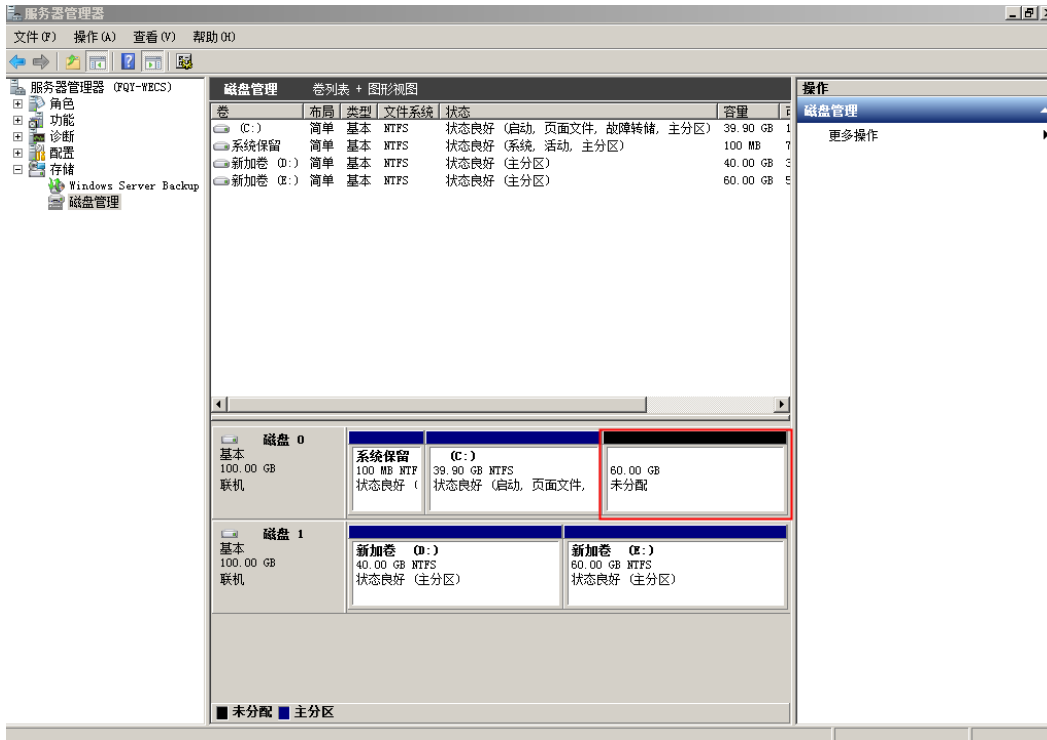 服务器管理器
文件(F) 操作(A) 查看(V) 帮助(H)
服务器管理器 (FQY-WECS)
角色
功能
诊断
配置
存储
Windows Server Backup
磁盘管理
磁盘管理 卷列表 + 图形视图
卷 布局 类型 文件系统 状态 容量
(C:) 简单 基本 NTFS 状态良好 (启动, 页面文件, 故障转储, 主分区) 39.90 GB 1
系统保留 简单 基本 NTFS 状态良好 (系统, 活动, 主分区) 100 MB 7
新加卷 (D:) 简单 基本 NTFS 状态良好 (主分区) 40.00 GB 3
新加卷 (E:) 简单 基本 NTFS 状态良好 (主分区) 60.00 GB 5
磁盘 0
基本
100.00 GB
联机
系统保留
100 MB NTF
状态良好 (
(C:)
39.90 GB NTFS
状态良好 (启动, 页面文件,
60.00 GB
未分配
磁盘 1
基本
100.00 GB
联机
新加卷 (D:)
40.00 GB NTFS
状态良好 (主分区)
新加卷 (E:)
60.00 GB NTFS
状态良好 (主分区)
未分配 主分区
操作
磁盘管理
更多操作